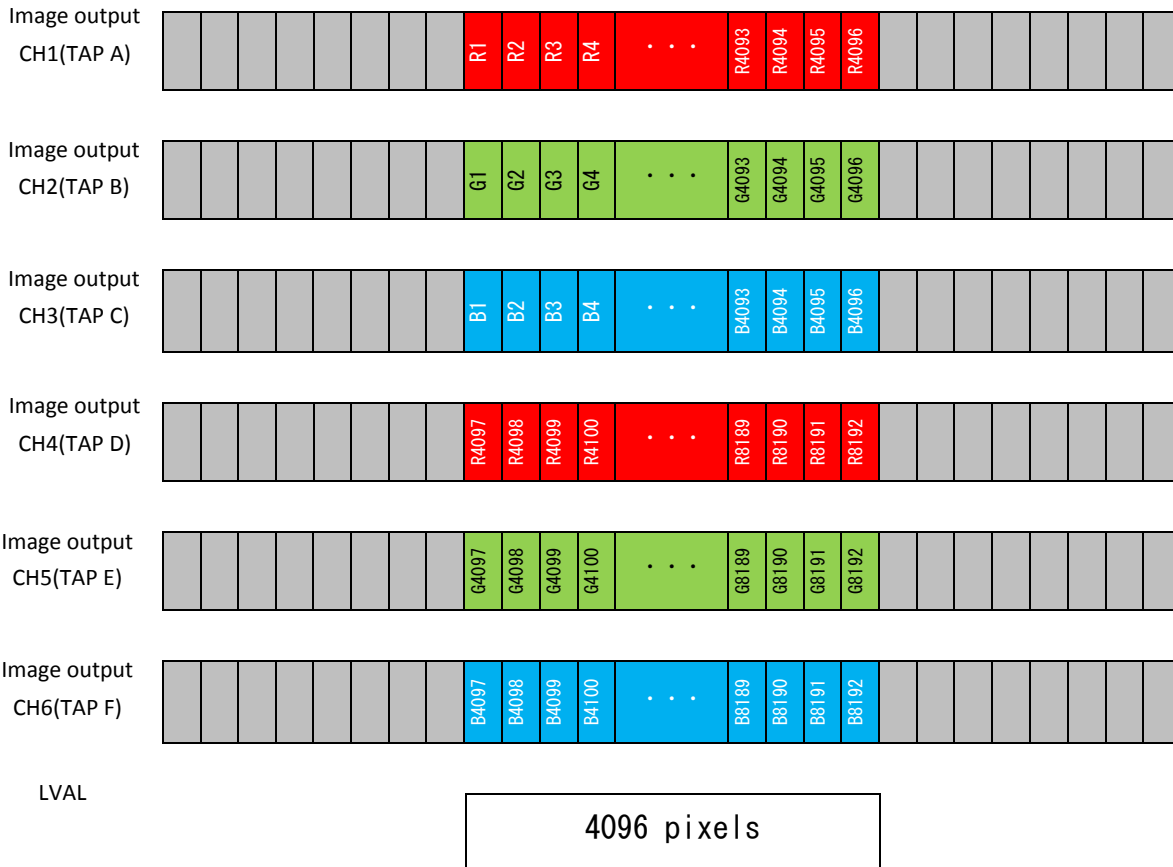 Image output
CH1(TAP A)
R1 R2 R3 R4 ・・・ R4093 R4094 R4095 R4096
Image output
CH2(TAP B)
G1 G2 G3 G4 ・・・ G4093 G4094 G4095 G4096
Image output
CH3(TAP C)
B1 B2 B3 B4 ・・・ B4093 B4094 B4095 B4096
Image output
CH4(TAP D)
R4097 R4098 R4099 R4100 ・・・ R8189 R8190 R8191 R8192
Image output
CH5(TAP E)
G4097 G4098 G4099 G4100 ・・・ G8189 G8190 G8191 G8192
Image output
CH6(TAP F)
B4097 B4098 B4099 B4100 ・・・ B8189 B8190 B8191 B8192
LVAL
4096 pixels